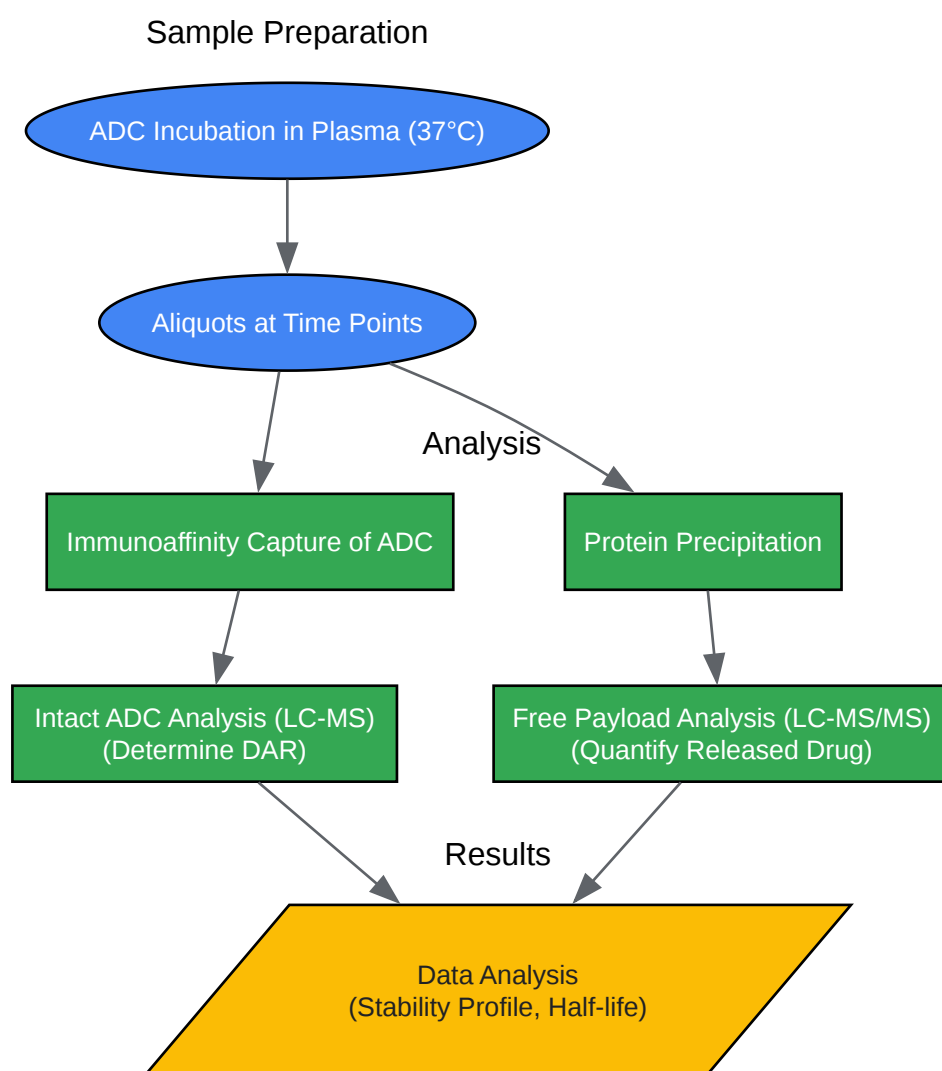 Sample Preparation
ADC Incubation in Plasma (37°C)
Aliquots at Time Points
Analysis
Immunoaffinity Capture of ADC
Protein Precipitation
Intact ADC Analysis (LC-MS)
(Determine DAR)
Free Payload Analysis (LC-MS/MS)
(Quantify Released Drug)
Results
Data Analysis
(Stability Profile, Half-life)